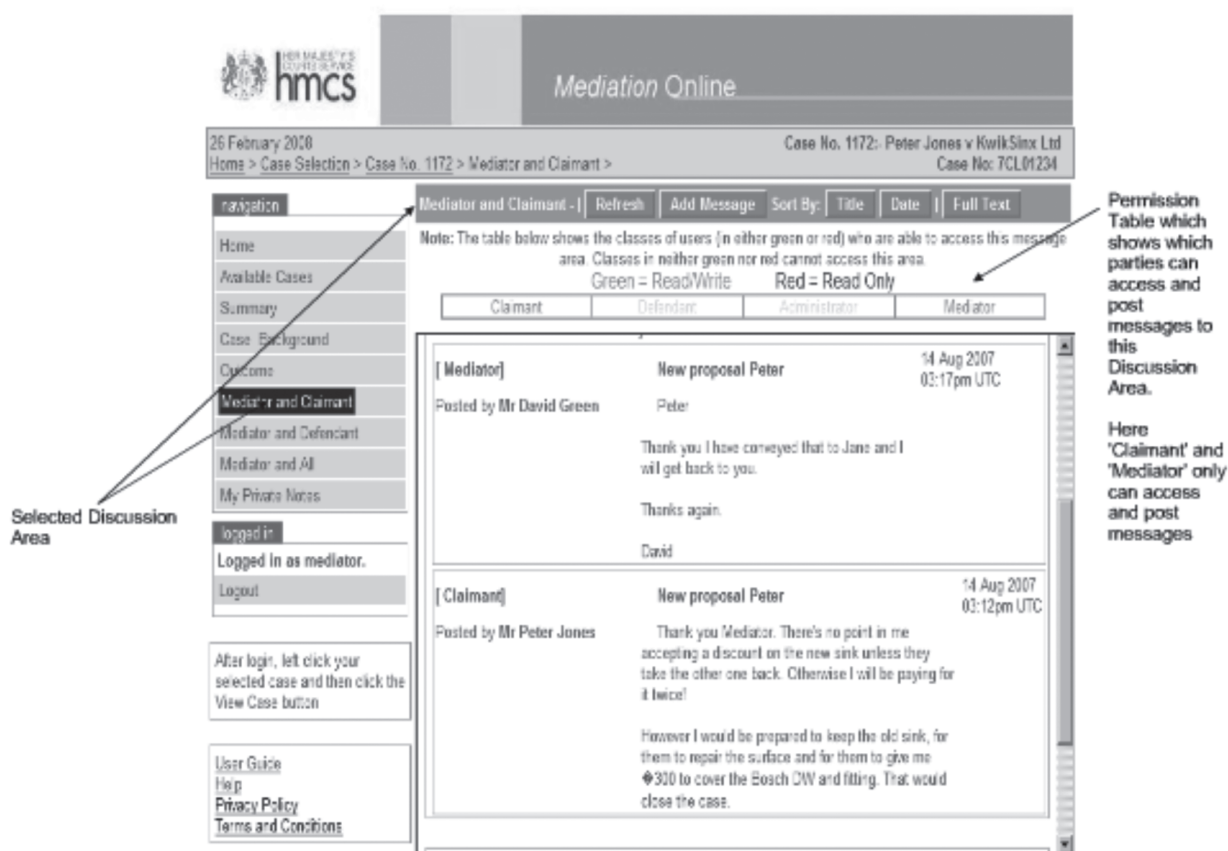 HER MAJESTY'S
COURTS SERVICE
hmcs
Mediation Online
26 February 2008
Case No. 1172:- Peter Jones v KwikSinx Ltd
Home > Case Selection > Case No. 1172 > Mediator and Claimant >
Case No: 7CL01234
navigation
Home
Available Cases
Summary
Case Background
Outcome
Mediator and Claimant
Mediator and Defendant
Mediator and All
My Private Notes
logged in
Logged in as mediator.
Logout
After login, left click your
selected case and then click the
View Case button
User Guide
Help
Privacy Policy
Terms and Conditions
Selected Discussion
Area
Mediator and Claimant - | Refresh Add Message Sort By: Title Date | Full Text
Note: The table below shows the classes of users (in either green or red) who are able to access this message
area. Classes in neither green nor red cannot access this area.
Green = Read/Write Red = Read Only
Claimant Defendant Administrator Mediator
[ Mediator] New proposal Peter 14 Aug 2007
03:17pm UTC
Posted by Mr David Green Peter
Thank you I have conveyed that to Jane and I
will get back to you.
Thanks again.
David
[ Claimant] New proposal Peter 14 Aug 2007
03:12pm UTC
Posted by Mr Peter Jones Thank you Mediator. There's no point in me
accepting a discount on the new sink unless they
take the other one back. Otherwise I will be paying for
it twice!
However I would be prepared to keep the old sink, for
them to repair the surface and for them to give me
�300 to cover the Bosch DW and fitting. That would
close the case.
Permission
Table which
shows which
parties can
access and
post
messages to
this
Discussion
Area.
Here
'Claimant' and
'Mediator' only
can access
and post
messages